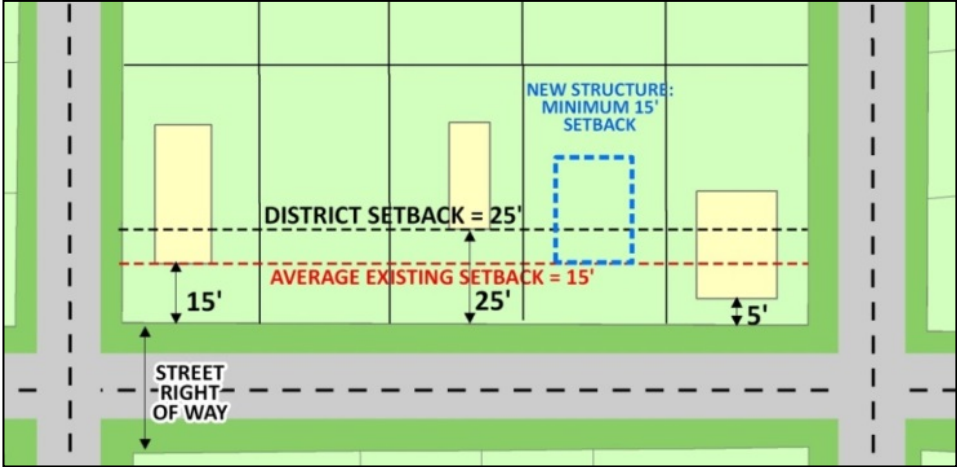 NEW STRUCTURE:
MINIMUM 15'
SETBACK
DISTRICT SETBACK = 25'
AVERAGE EXISTING SETBACK = 15'
15'
25'
5'
STREET
RIGHT
OF WAY